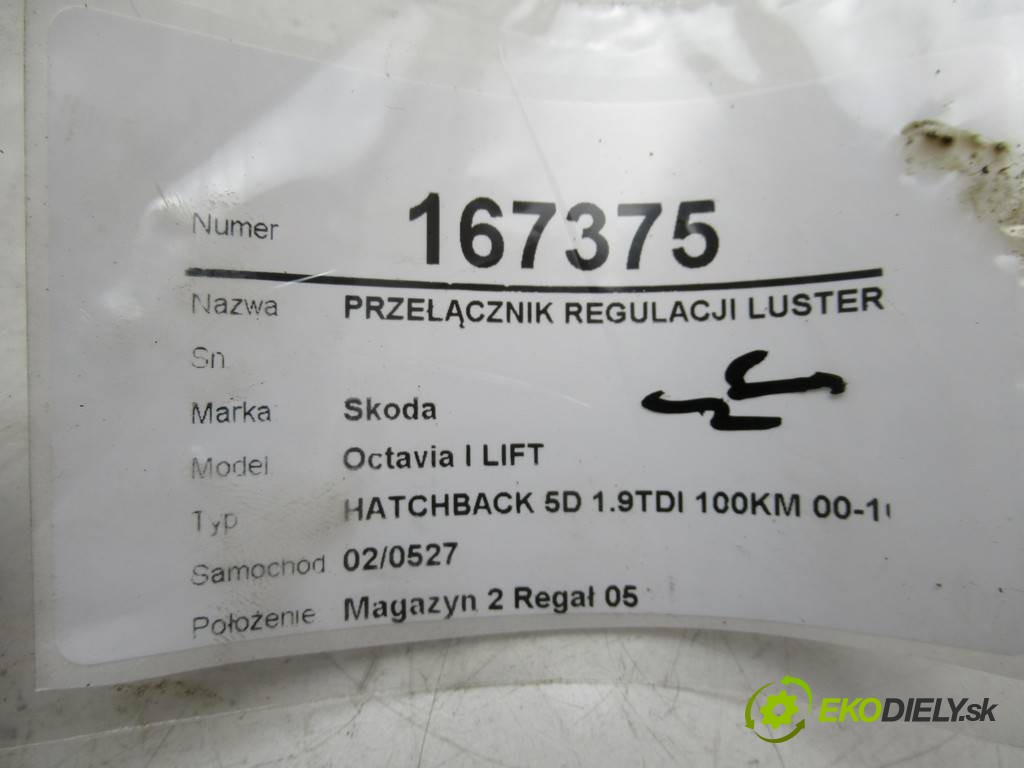 Numer 167375
Nazwa PRZEŁĄCZNIK REGULACJI LUSTER
Sn
Marka Skoda
Model Octavia I LIFT
Typ HATCHBACK 5D 1.9TDI 100KM 00-1
Samochód 02/0527
Położenie Magazyn 2 Regał 05
EKODIELY.sk